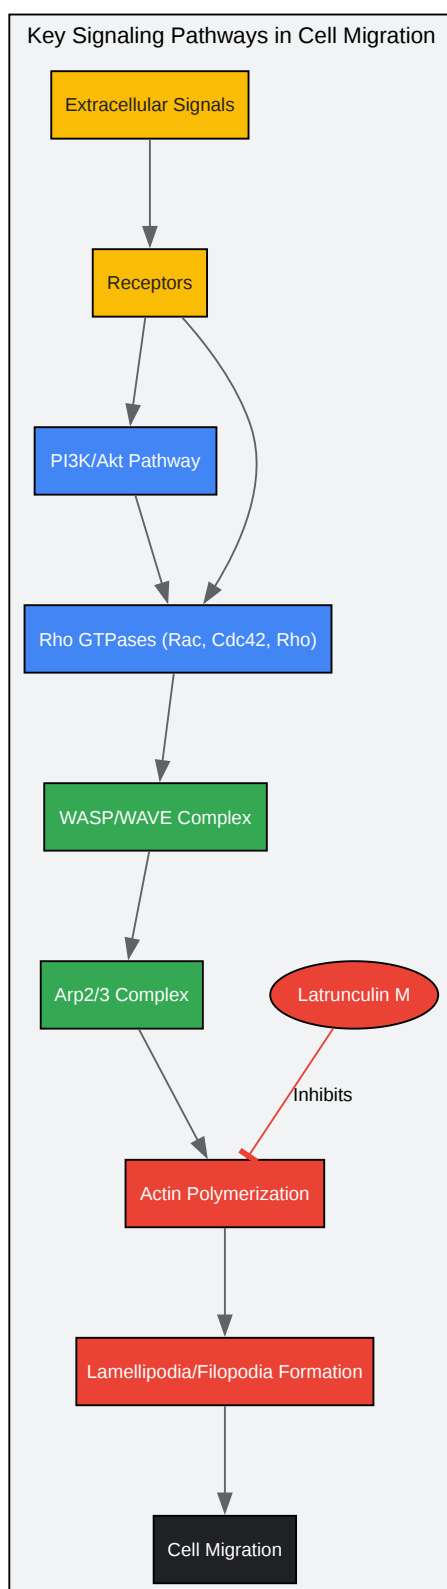 Key Signaling Pathways in Cell Migration
Extracellular Signals
Receptors
PI3K/Akt Pathway
Rho GTPases (Rac, Cdc42, Rho)
WASP/WAVE Complex
Arp2/3 Complex
Latrunculin M
Inhibits
Actin Polymerization
Lamellipodia/Filopodia Formation
Cell Migration